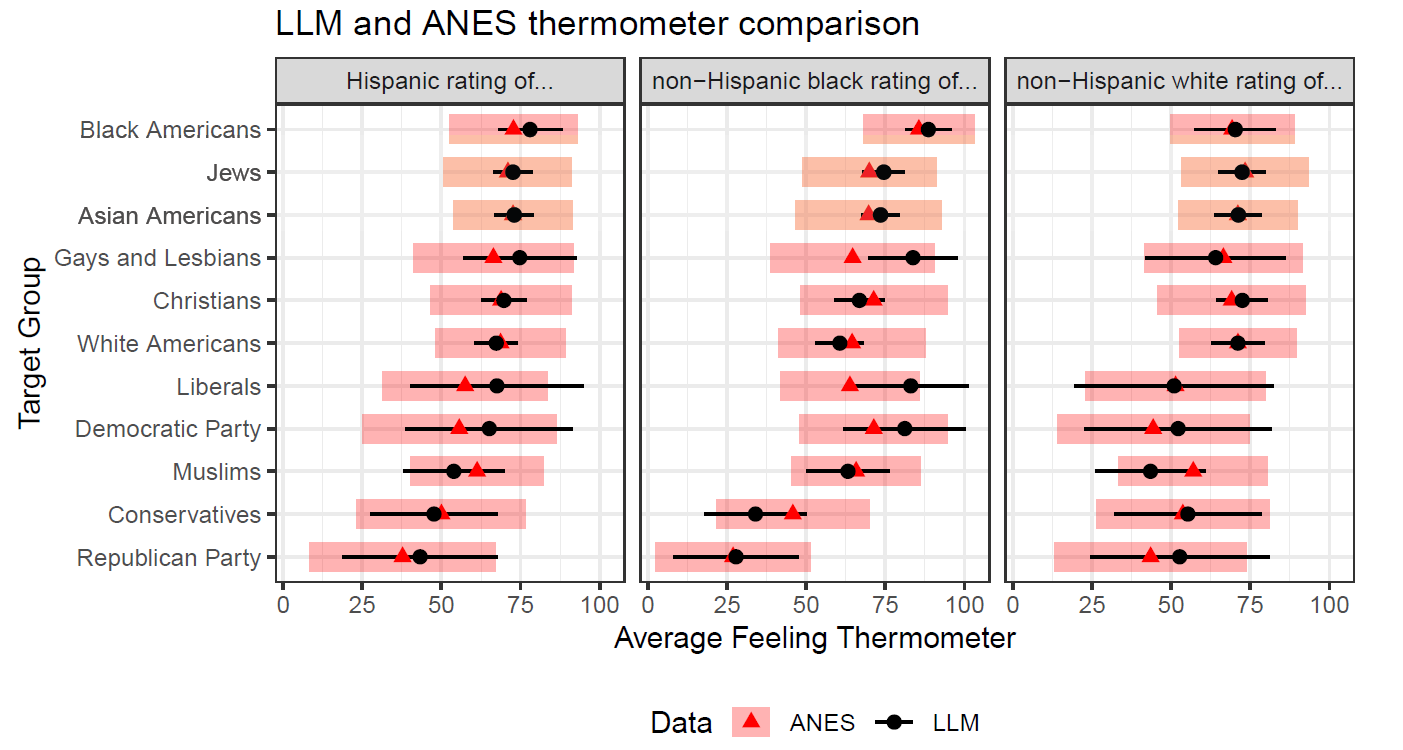 LLM and ANES thermometer comparison
Hispanic rating of...
non−Hispanic black rating of...
non−Hispanic white rating of...
Target Group
Black Americans
Jews
Asian Americans
Gays and Lesbians
Christians
White Americans
Liberals
Democratic Party
Muslims
Conservatives
Republican Party
0 25 50 75 100 0 25 50 75 100 0 25 50 75 100
Average Feeling Thermometer
Data ANES LLM